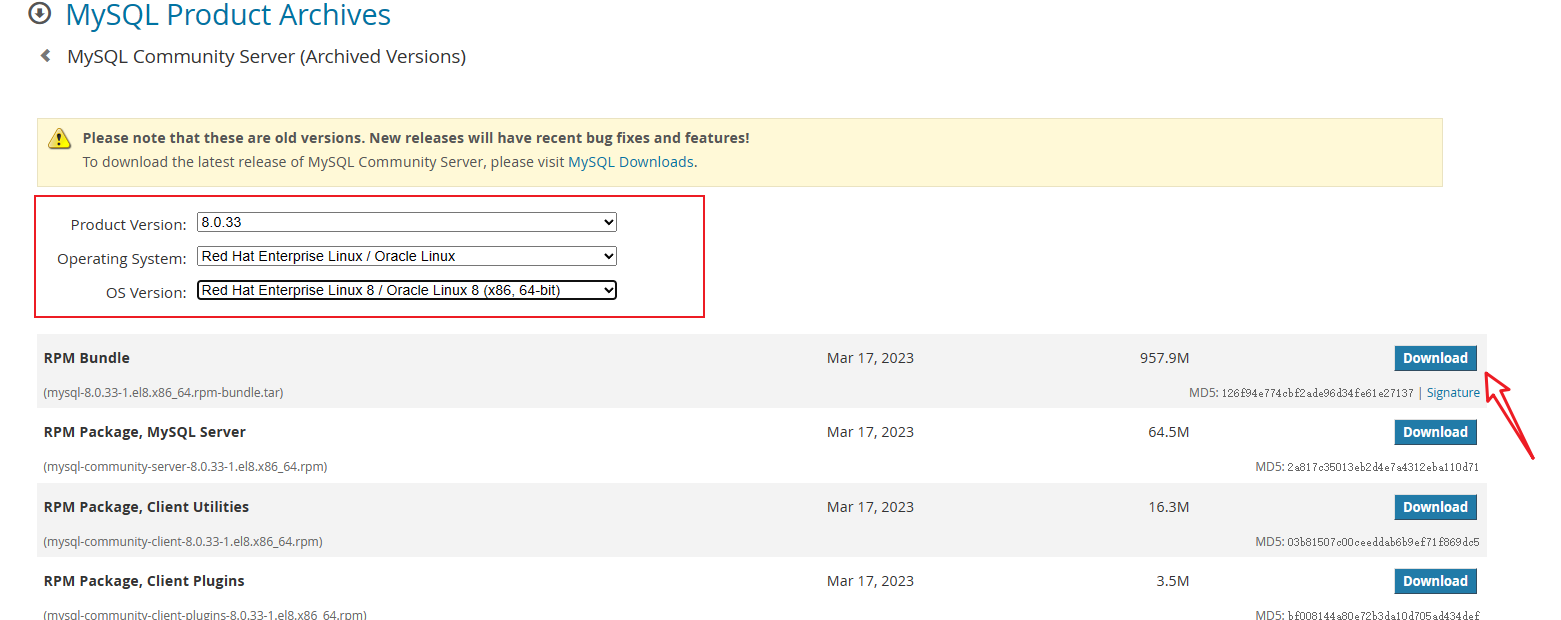 MySQL Product Archives
MySQL Community Server (Archived Versions)
Please note that these are old versions. New releases will have recent bug fixes and features!
To download the latest release of MySQL Community Server, please visit MySQL Downloads.
Product Version: 8.0.33
Operating System: Red Hat Enterprise Linux / Oracle Linux
OS Version: Red Hat Enterprise Linux 8 / Oracle Linux 8 (x86, 64-bit)
RPM Bundle Mar 17, 2023 957.9M Download
(mysql-8.0.33-1.el8.x86_64.rpm-bundle.tar) MD5: 126f94e774cbf2ade96d34fe61e27137 | Signature
RPM Package, MySQL Server Mar 17, 2023 64.5M Download
(mysql-community-server-8.0.33-1.el8.x86_64.rpm) MD5: 2a817c35013eb2d4e7a4312eba110d71
RPM Package, Client Utilities Mar 17, 2023 16.3M Download
(mysql-community-client-8.0.33-1.el8.x86_64.rpm) MD5: 03b81507c00ceeddab6b9ef71f869dc5
RPM Package, Client Plugins Mar 17, 2023 3.5M Download
(mysql-community-client-plugins-8.0.33-1.el8.x86_64.rpm) MD5: bf008144a80e72b3da10d705ad434def